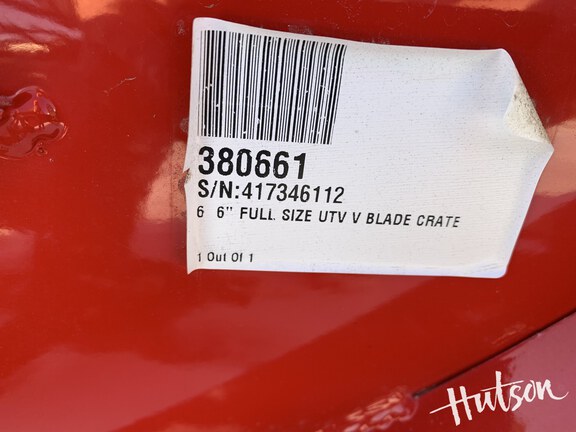 380661
S/N:417346112
6 6" FULL SIZE UTV V BLADE CRATE
1 Out Of 1
Hutson